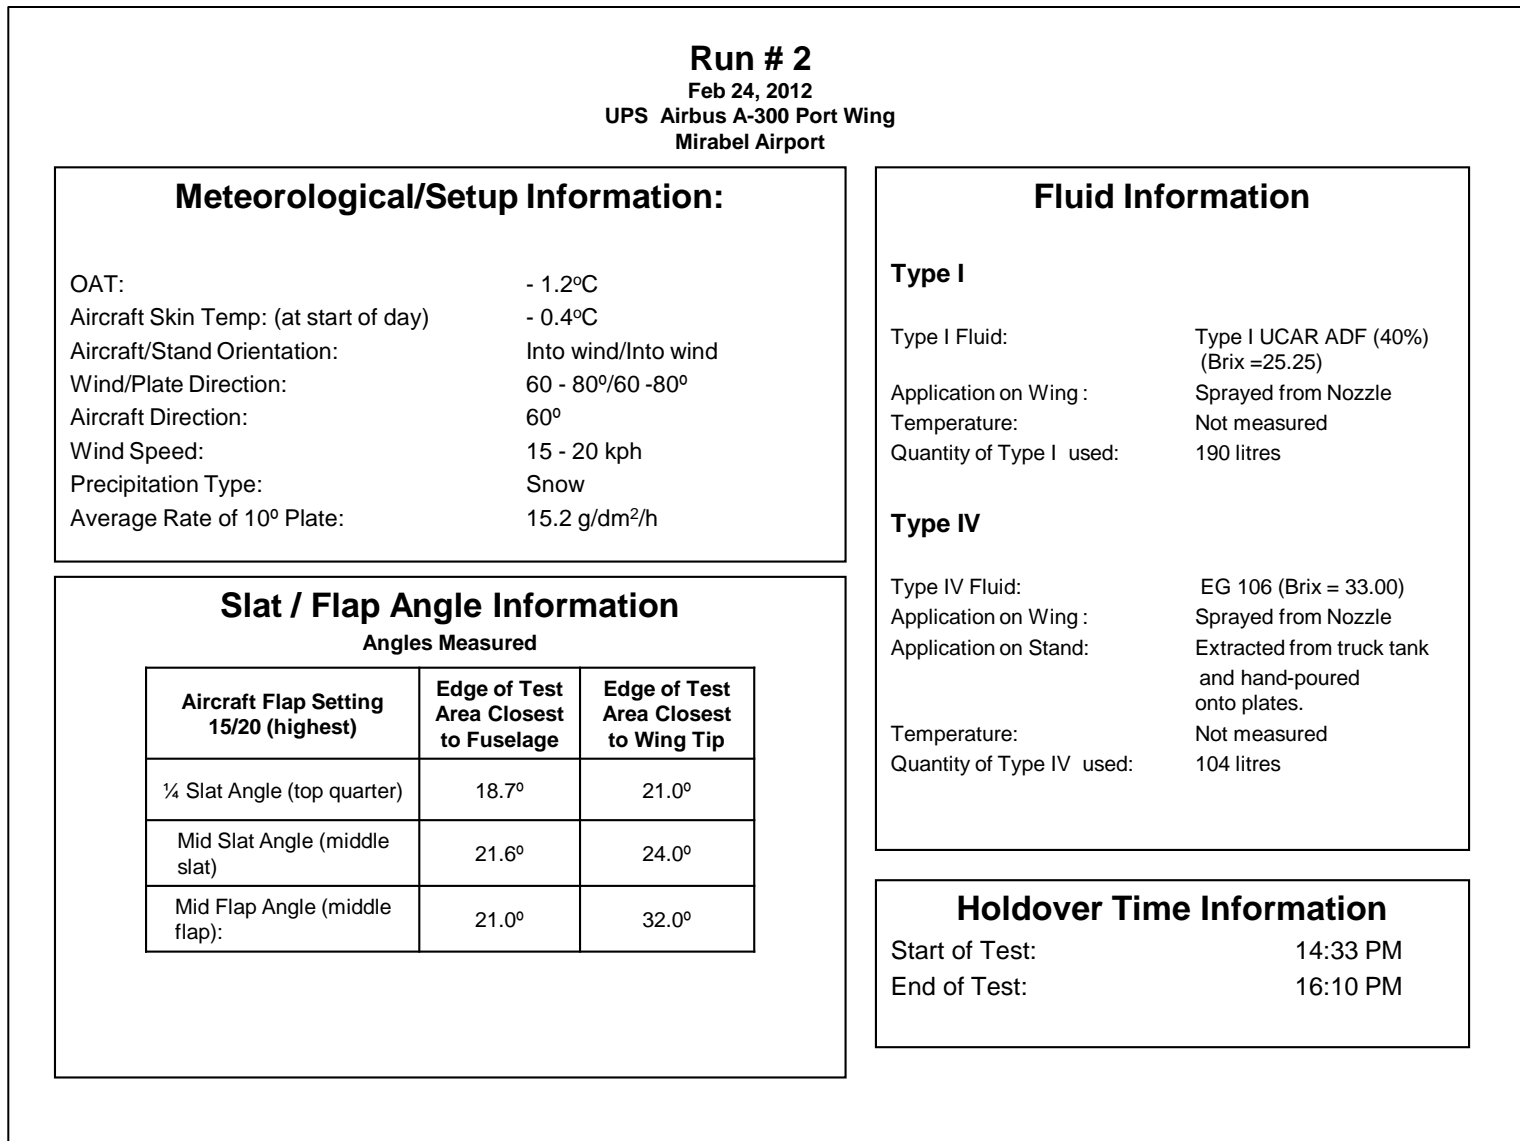 Run # 2
Feb 24, 2012
UPS Airbus A-300 Port Wing
Mirabel Airport
Meteorological/Setup Information:
OAT: - 1.2ºC
Aircraft Skin Temp: (at start of day) - 0.4ºC
Aircraft/Stand Orientation: Into wind/Into wind
Wind/Plate Direction: 60 - 80º/60 -80º
Aircraft Direction: 60º
Wind Speed: 15 - 20 kph
Precipitation Type: Snow
Average Rate of 10º Plate: 15.2 g/dm²/h
Slat / Flap Angle Information
Angles Measured
Aircraft Flap Setting
15/20 (highest)
Edge of Test
Area Closest
to Fuselage
Edge of Test
Area Closest
to Wing Tip
¼ Slat Angle (top quarter) 18.7º 21.0º
Mid Slat Angle (middle
slat) 21.6º 24.0º
Mid Flap Angle (middle
flap): 21.0º 32.0º
Fluid Information
Type I
Type I Fluid: Type I UCAR ADF (40%)
(Brix =25.25)
Application on Wing : Sprayed from Nozzle
Temperature: Not measured
Quantity of Type I used: 190 litres
Type IV
Type IV Fluid: EG 106 (Brix = 33.00)
Application on Wing : Sprayed from Nozzle
Application on Stand: Extracted from truck tank
and hand-poured
onto plates.
Temperature: Not measured
Quantity of Type IV used: 104 litres
Holdover Time Information
Start of Test: 14:33 PM
End of Test: 16:10 PM